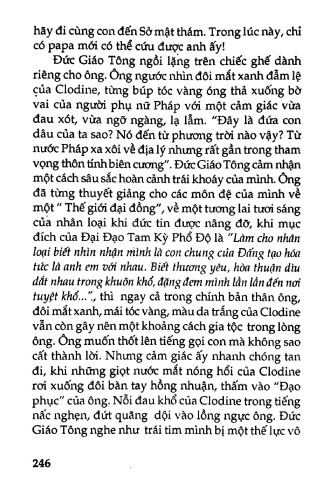 hãy đi cùng con đến Sở mật thám. Trong lúc này, chỉ
có papa mới có thể cứu được anh ấy!
Đức Giáo Tông ngồi lặng trên chiếc ghế dành
riêng cho ông. Ông ngước nhìn đôi mắt xanh đẫm lệ
của Clodine, từng búp tóc vàng óng thả xuống bờ
vai của người phụ nữ Pháp với một cảm giác vừa
đau xót, vừa ngỡ ngàng, lạ lẫm. “Đây là đứa con
dâu của ta sao? Nó đến từ phương trời nào vậy? Từ
nước Pháp xa xôi về địa lý nhưng rất gần trong tham
vọng thôn tính biên cương”. Đức Giáo Tông cảm nhận
một cách sâu sắc hoàn cảnh trái khoáy của mình. Ông
đã từng thuyết giảng cho các môn đệ của mình về
một “ Thế giới đại đồng”, về một tương lai tươi sáng
của nhân loại khi đức tin được nâng đỡ, khi mục
đích của Đại Đạo Tam Kỳ Phổ Độ là “Làm cho nhân
loại biết nhìn nhận mình là con chung của Đấng tạo hóa
tức là anh em với nhau. Biết thương yêu, hòa thuận dìu
dắt nhau trong khuôn khổ, đặng đem mình lần lần đến nơi
tuyệt khổ...”, thì ngay cả trong chính bản thân ông,
đôi mắt xanh, mái tóc vàng, màu da trắng của Clodine
vẫn còn gây nên một khoảng cách gia tộc trong lòng
ông. Ông muốn thốt lên tiếng gọi con mà không sao
cất thành lời. Nhưng cảm giác ấy nhanh chóng tan
đi, khi những giọt nước mắt nóng hổi của Clodine
rơi xuống đôi bàn tay hồng nhuận, thấm vào “Đạo
phục” của ông. Nỗi đau khổ của Clodine trong tiếng
nấc nghẹn, đứt quãng dội vào lồng ngực ông. Đức
Giáo Tông nghe như trái tim mình bị một thế lực vô
246